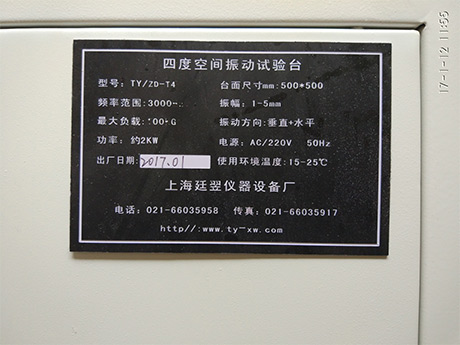 四度空间振动试验台
型号: TY/ZD-T4 台面尺寸mm: 500*500
频率范围: 3000 振幅: 1-5mm
最大负载: 振动方向: 垂直+水平
功率: 约2KW 电源: AC/220V 50Hz
出厂日期: 2017.01 使用环境温度: 15-25℃
上海廷翌仪器设备厂
电话: 021-66035958 传真: 021-66035917
http//:www.ty-xw.com
17-1-12 11:55